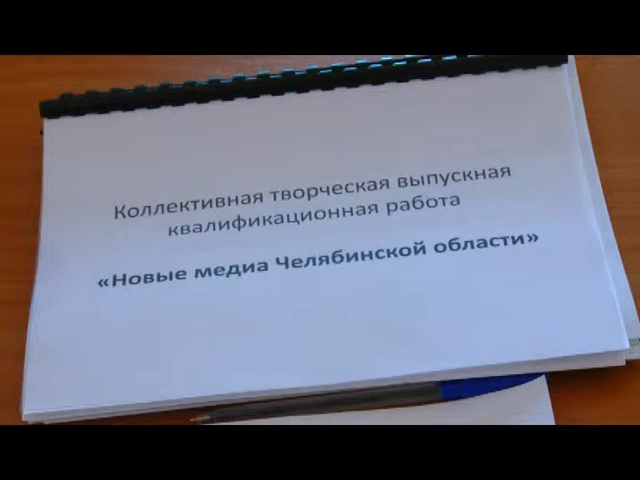 Коллективная творческая выпускная
квалификационная работа
«Новые медиа Челябинской области»